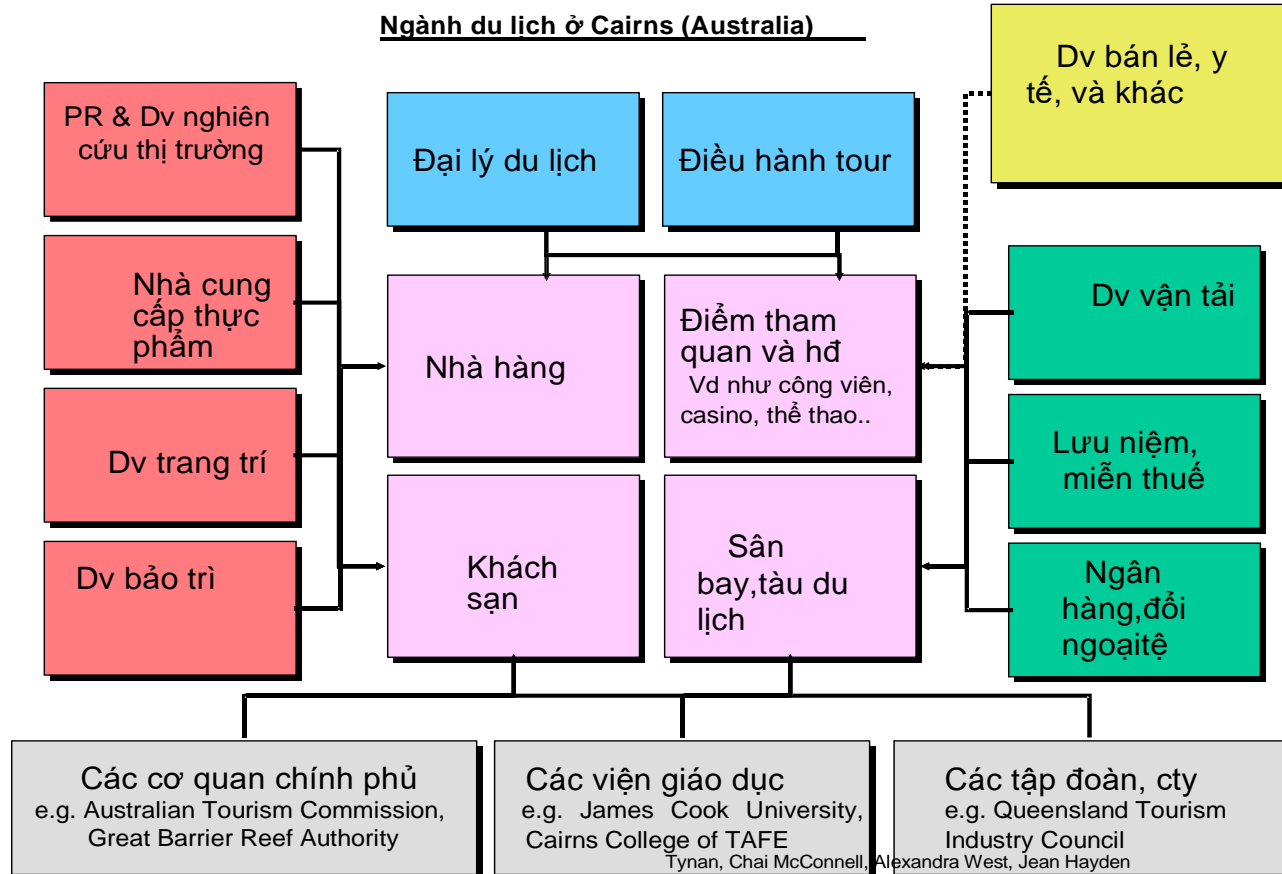 Ngành du lịch ở Cairns (Australia)
Dv bán lẻ, y
tế, và khác
PR & Dv nghiên
cứu thị trường
Đại lý du lịch
Điều hành tour
Nhà cung
cấp thực
phẩm
Nhà hàng
Điểm tham
quan và hđ
Vd như công viên,
casino, thể thao..
Dv vận tải
Dv trang trí
Lưu niệm,
miễn thuế
Dv bảo trì
Khách
sạn
Sân
bay,tàu du
lịch
Ngân
hàng,đổi
ngoạitệ
Các cơ quan chính phủ
e.g. Australian Tourism Commission,
Great Barrier Reef Authority
Các viện giáo dục
e.g. James Cook University,
Cairns College of TAFE
Các tập đoàn, cty
e.g. Queensland Tourism
Industry Council
Tynan, Chai McConnell, Alexandra West, Jean Hayden